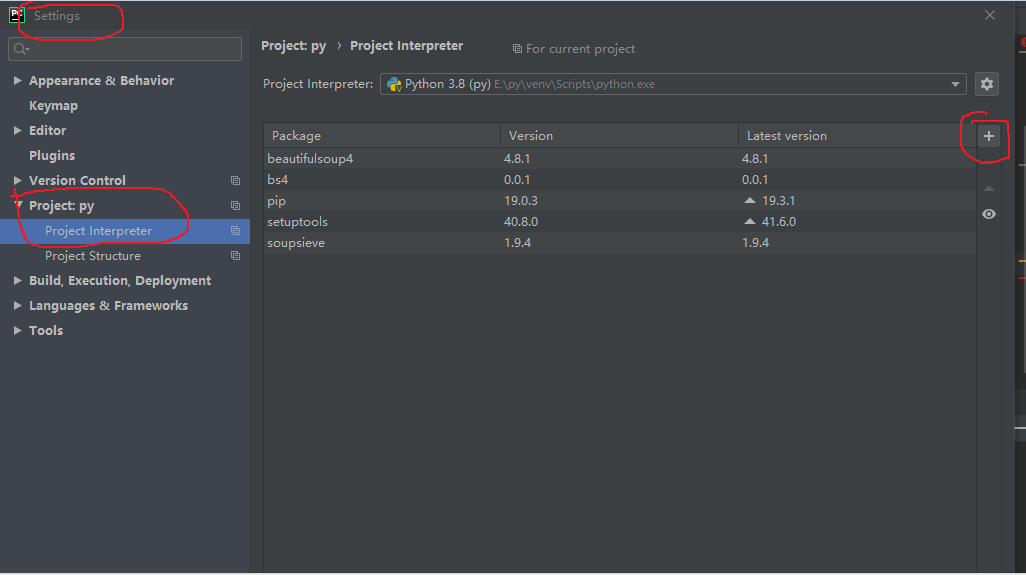 PC Settings
Appearance & Behavior
Keymap
Editor
Plugins
Version Control
Project: py
Project Interpreter
Project Structure
Build, Execution, Deployment
Languages & Frameworks
Tools
Project: py › Project Interpreter For current project
Project Interpreter: Python 3.8 (py) E:\py\venv\Scripts\python.exe
Package Version Latest version
beautifulsoup4 4.8.1 4.8.1
bs4 0.0.1 0.0.1
pip 19.0.3 19.3.1
setuptools 40.8.0 41.6.0
soupsieve 1.9.4 1.9.4